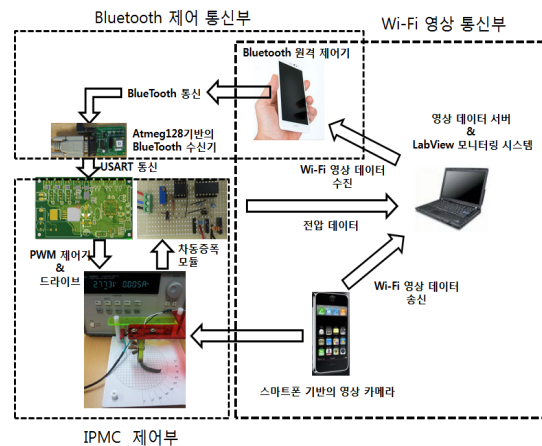 Bluetooth 제어 통신부
Wi-Fi 영상 통신부
Bluetooth 원격 제어기
BlueTooth 통신
Atmeg128기반의
BlueTooth 수신기
영상 데이터 서버
&
LabView 모니터링 시스템
USART 통신
Wi-Fi 영상 데이터
수진
전압 데이터
PWM 제어기
&
드라이브
차동증폭
모듈
Wi-Fi 영상 데이터
송신
스마트폰 기반의 영상 카메라
IPMC 제어부